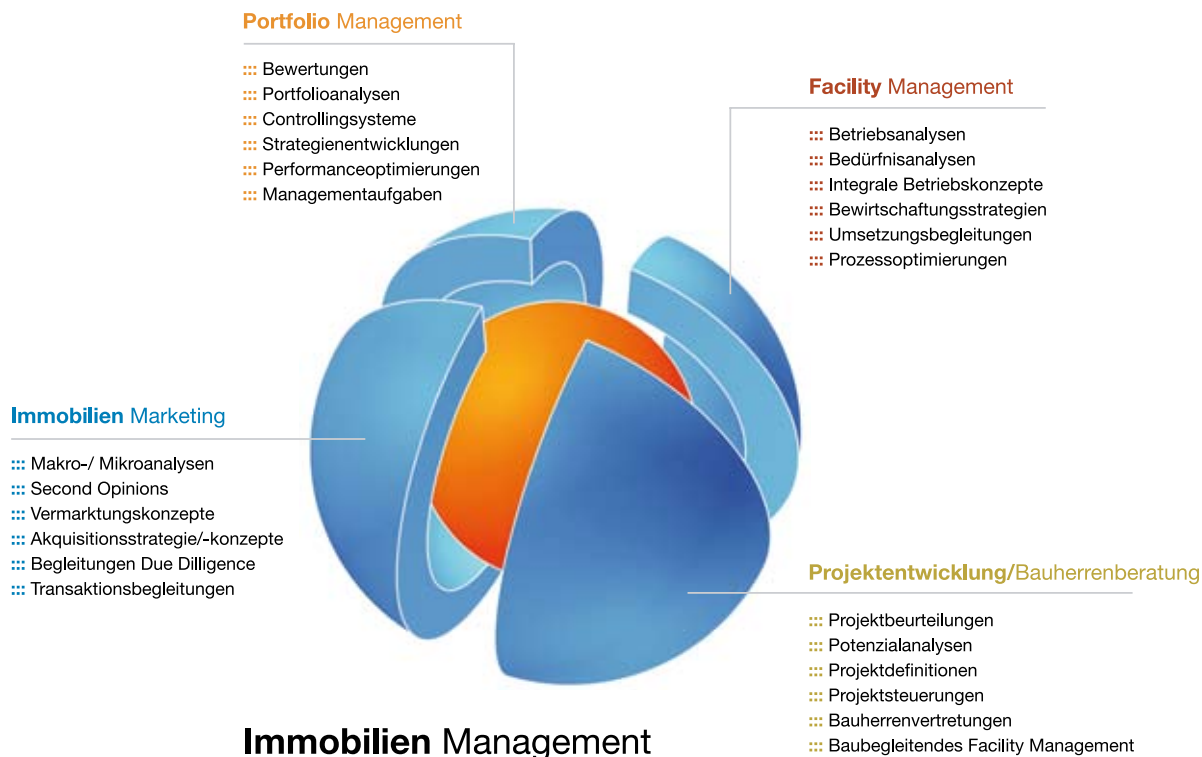 Portfolio Management
::: Bewertungen
::: Portfolioanalysen
::: Controllingsysteme
::: Strategienentwicklungen
::: Performanceoptimierungen
::: Managementaufgaben
Facility Management
::: Betriebsanalysen
::: Bedürfnisanalysen
::: Integrale Betriebskonzepte
::: Bewirtschaftungsstrategien
::: Umsetzungsbegleitungen
::: Prozessoptimierungen
Immobilien Marketing
::: Makro-/ Mikroanalysen
::: Second Opinions
::: Vermarktungskonzepte
::: Akquisitionsstrategie/-konzepte
::: Begleitungen Due Dilligence
::: Transaktionsbegleitungen
Projektentwicklung/Bauherrenberatung
::: Projektbeurteilungen
::: Potenzialanalysen
::: Projektdefinitionen
::: Projektsteuerungen
::: Bauherrenvertretungen
::: Baubegleitendes Facility Management
Immobilien Management